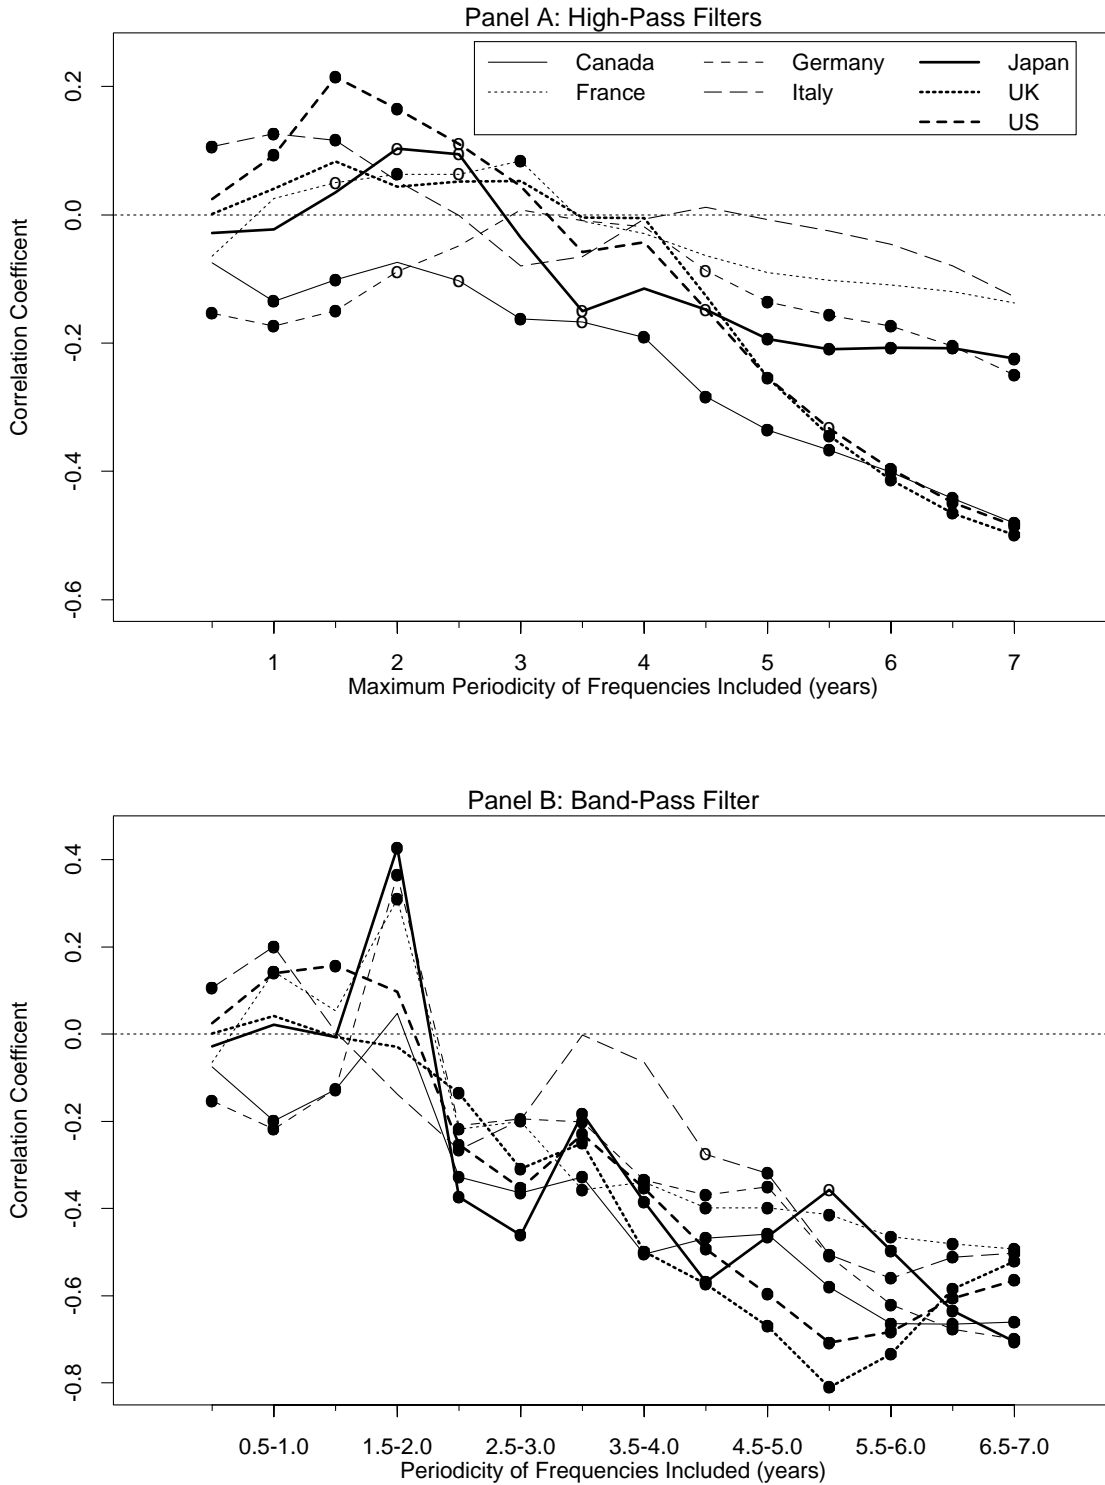 Panel A: High-Pass Filters
Canada Germany Japan
France Italy UK
US
0.2
0.0
-0.2
-0.4
-0.6
Correlation Coefficent
1 2 3 4 5 6 7
Maximum Periodicity of Frequencies Included (years)
Panel B: Band-Pass Filter
0.4
0.2
0.0
-0.2
-0.4
-0.6
-0.8
Correlation Coefficent
0.5-1.0 1.5-2.0 2.5-3.0 3.5-4.0 4.5-5.0 5.5-6.0 6.5-7.0
Periodicity of Frequencies Included (years)